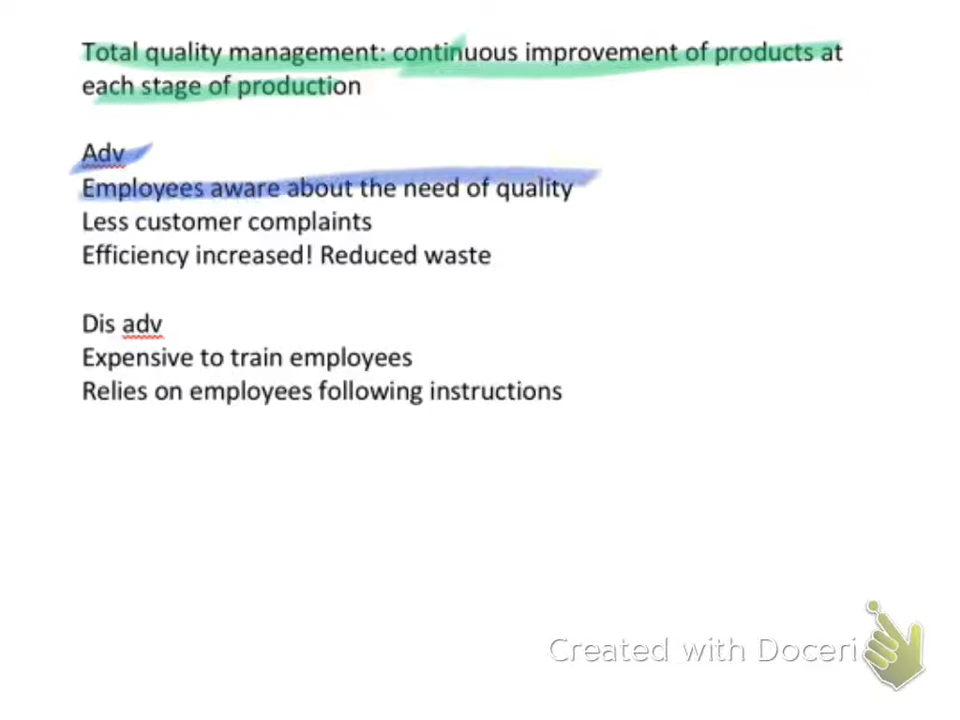 Total quality management: continuous improvement of products at
each stage of production
Adv
Employees aware about the need of quality
Less customer complaints
Efficiency increased! Reduced waste
Dis adv
Expensive to train employees
Relies on employees following instructions
Created with Doceri